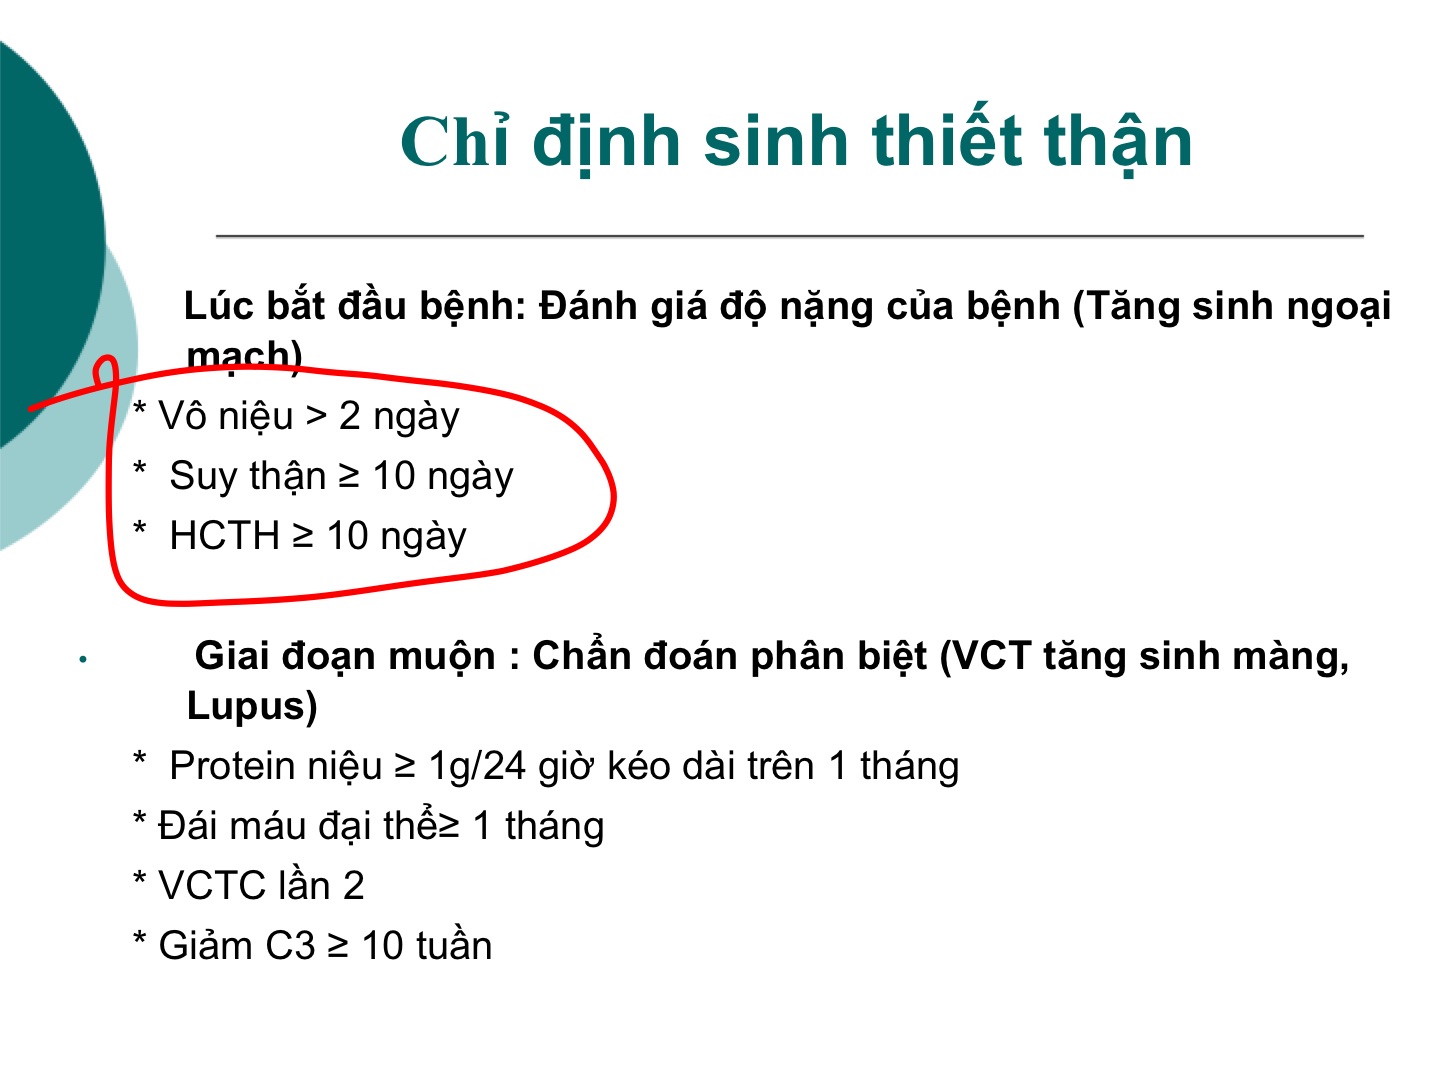 Chỉ định sinh thiết thận
Lúc bắt đầu bệnh: Đánh giá độ nặng của bệnh (Tăng sinh ngoại
mạch)
* Vô niệu > 2 ngày
* Suy thận ≥ 10 ngày
* HCTH ≥ 10 ngày
• Giai đoạn muộn : Chẩn đoán phân biệt (VCT tăng sinh màng,
Lupus)
* Protein niệu ≥ 1g/24 giờ kéo dài trên 1 tháng
* Đái máu đại thể≥ 1 tháng
* VCTC lần 2
* Giảm C3 ≥ 10 tuần